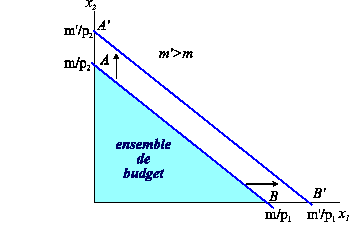 x2
m'/p2 A'
m'>m
m/p2 A
ensemble
de
budget
B B'
m/p1 m'/p1 x1